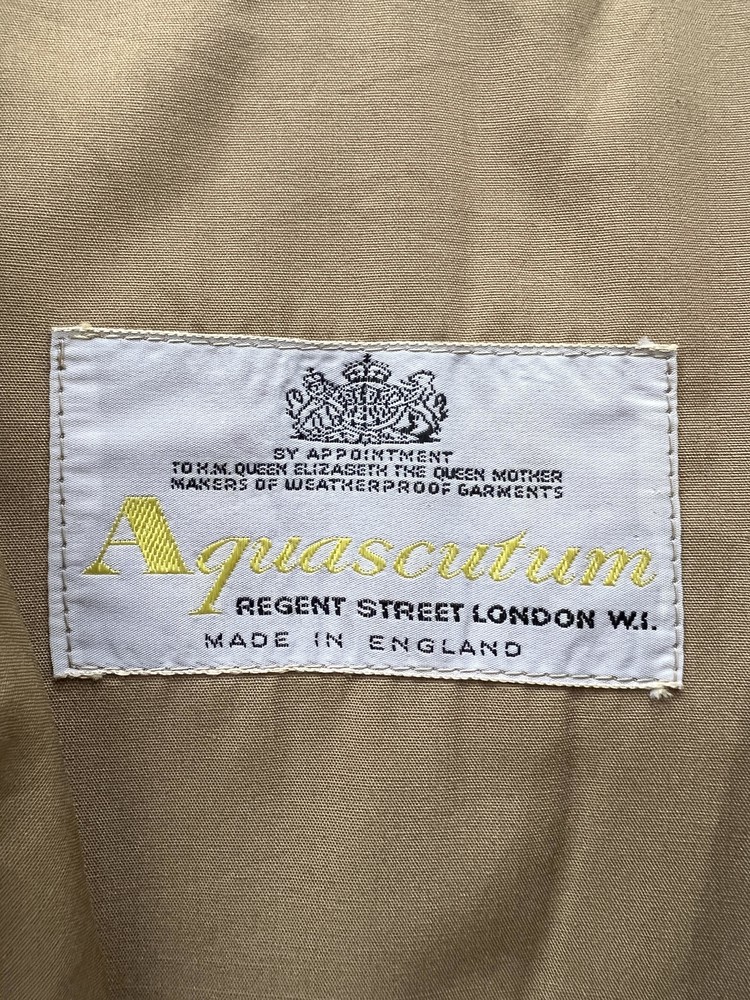 BY APPOINTMENT
TO H.M. QUEEN ELIZABETH THE QUEEN MOTHER
MAKERS OF WEATHERPROOF GARMENTS
Aquascutum
REGENT STREET LONDON W.I.
MADE IN ENGLAND